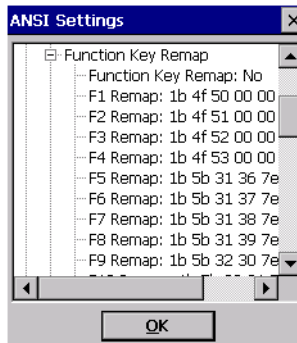 ANSI Settings
Function Key Remap
Function Key Remap: No
F1 Remap: 1b 4f 50 00 00
F2 Remap: 1b 4f 51 00 00
F3 Remap: 1b 4f 52 00 00
F4 Remap: 1b 4f 53 00 00
F5 Remap: 1b 5b 31 36 7e
F6 Remap: 1b 5b 31 37 7e
F7 Remap: 1b 5b 31 38 7e
F8 Remap: 1b 5b 31 39 7e
F9 Remap: 1b 5b 32 30 7e
OK